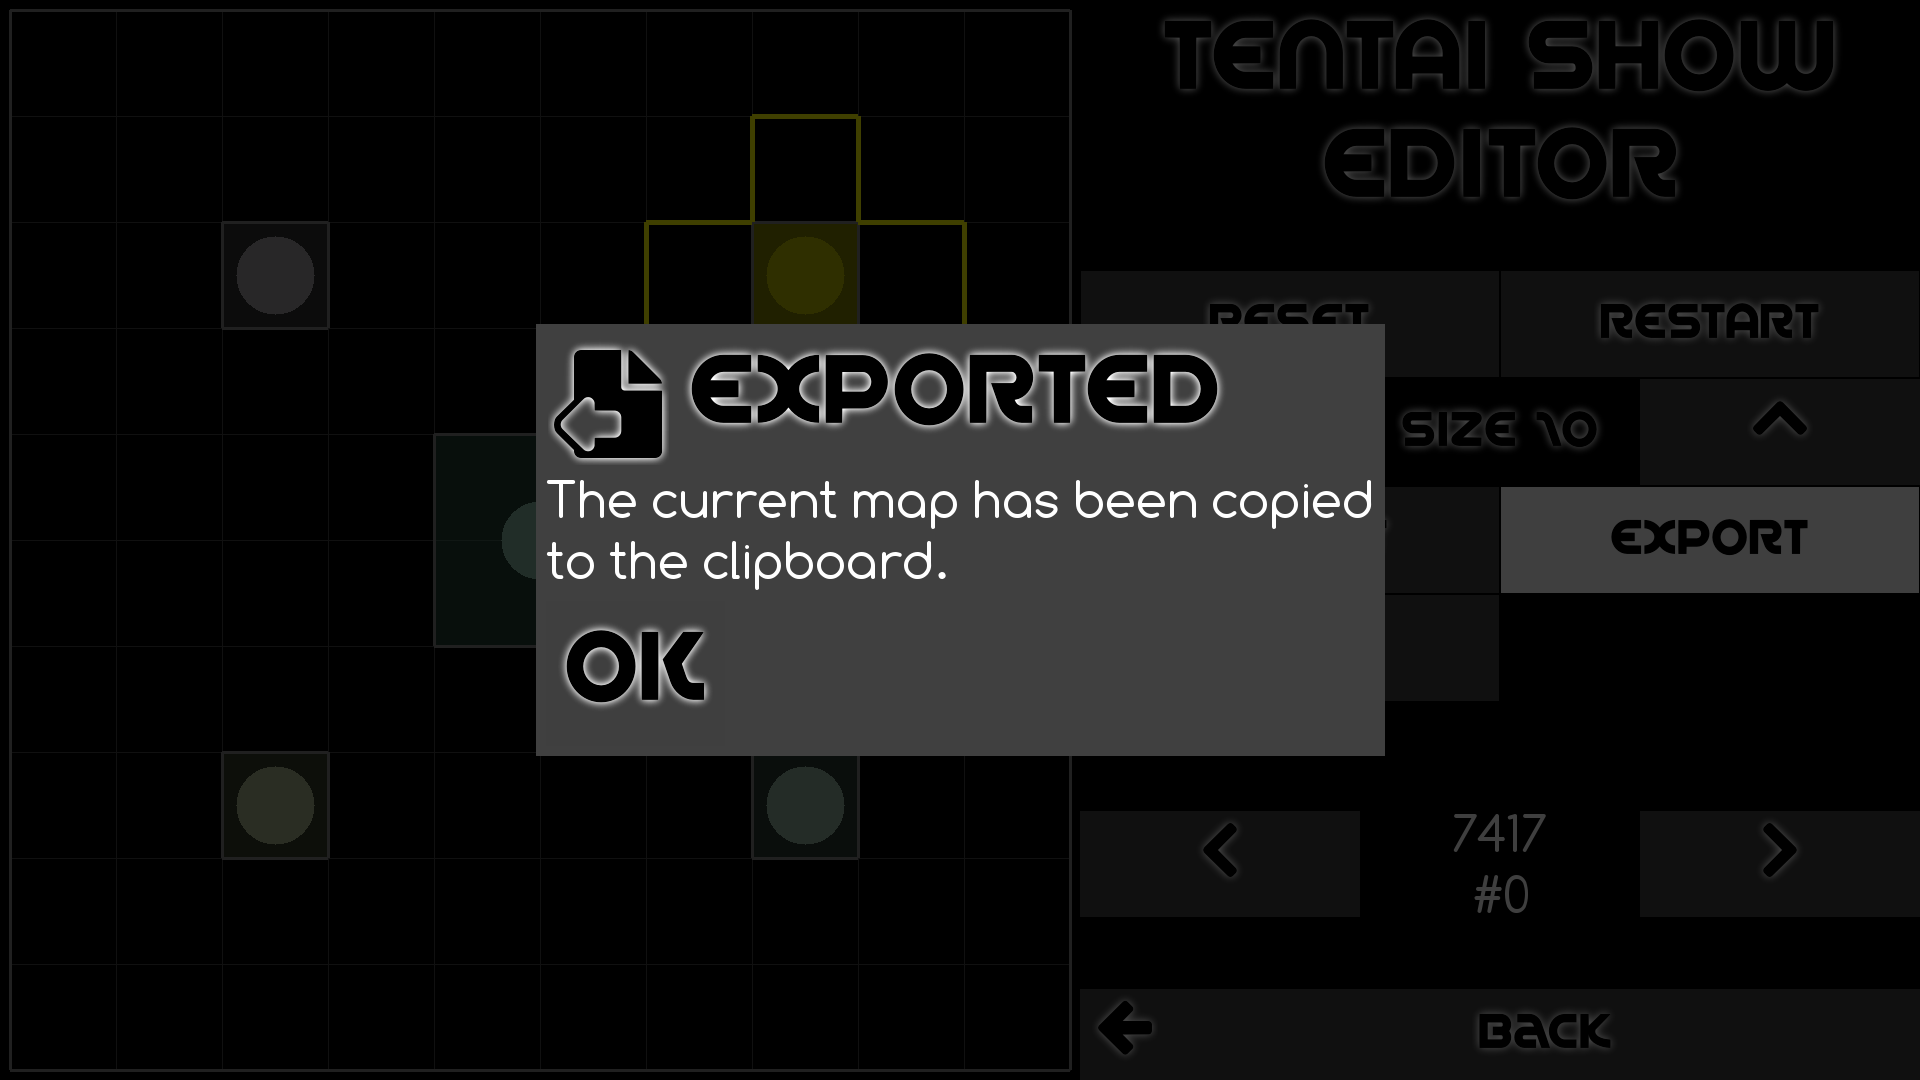 TENTAI SHOW
EDITOR
RESET
RESTART
SIZE 10
EXPORT
EXPORTED
The current map has been copied
to the clipboard.
OK
7417
#0
BACK